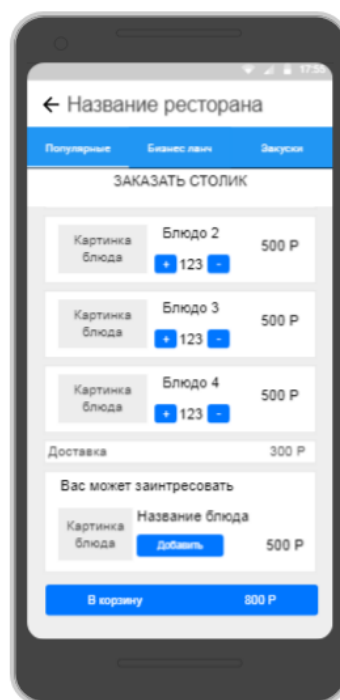 17:55
← Название ресторана
Популярные Бизнес ланч Закуски
ЗАКАЗАТЬ СТОЛИК
Картинка блюда
Блюдо 2
+ 123 -
500 Р
Картинка блюда
Блюдо 3
+ 123 -
500 Р
Картинка блюда
Блюдо 4
+ 123 -
500 Р
Доставка 300 Р
Вас может заинтресовать
Картинка блюда
Название блюда
Добавить
500 Р
В корзину 800 Р